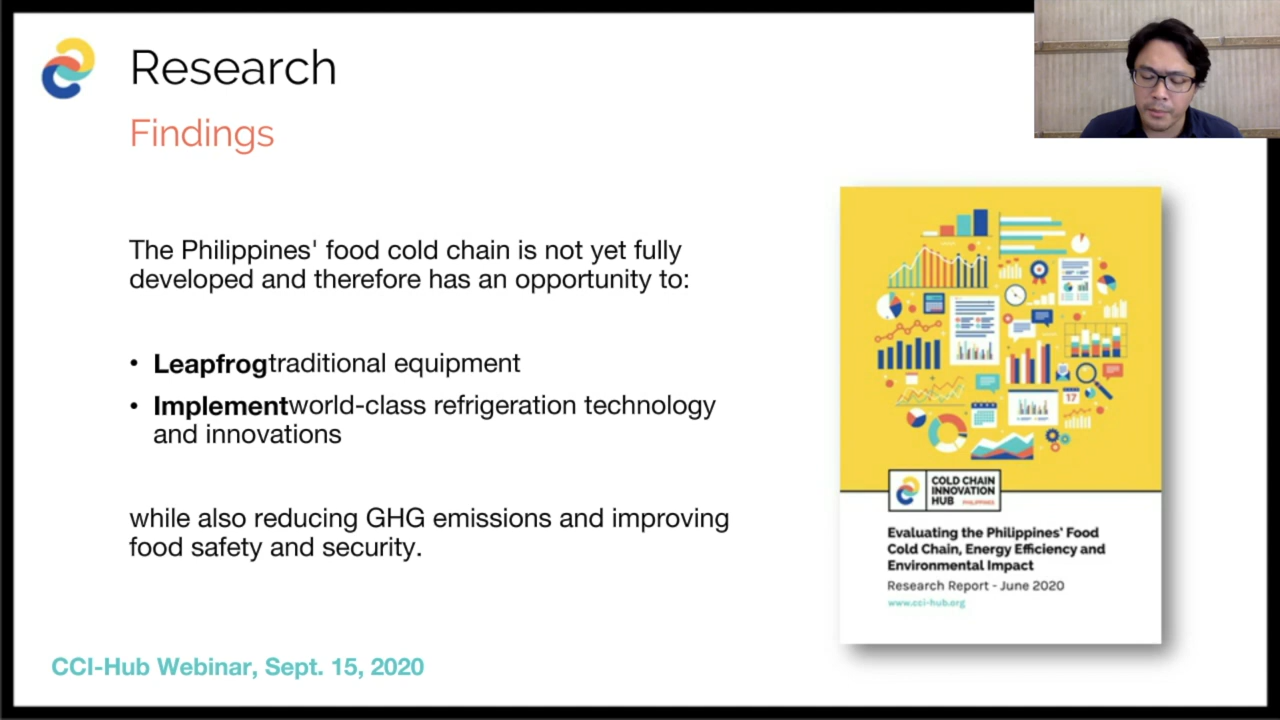 Research
Findings
The Philippines' food cold chain is not yet fully
developed and therefore has an opportunity to:
• Leapfrogtraditional equipment
• Implementworld-class refrigeration technology
and innovations
while also reducing GHG emissions and improving
food safety and security.
CCI-Hub Webinar, Sept. 15, 2020
17
COLD CHAIN
INNOVATION
HUB PHILIPPINES
Evaluating the Philippines' Food
Cold Chain, Energy Efficiency and
Environmental Impact
Research Report - June 2020
www.cci-hub.org